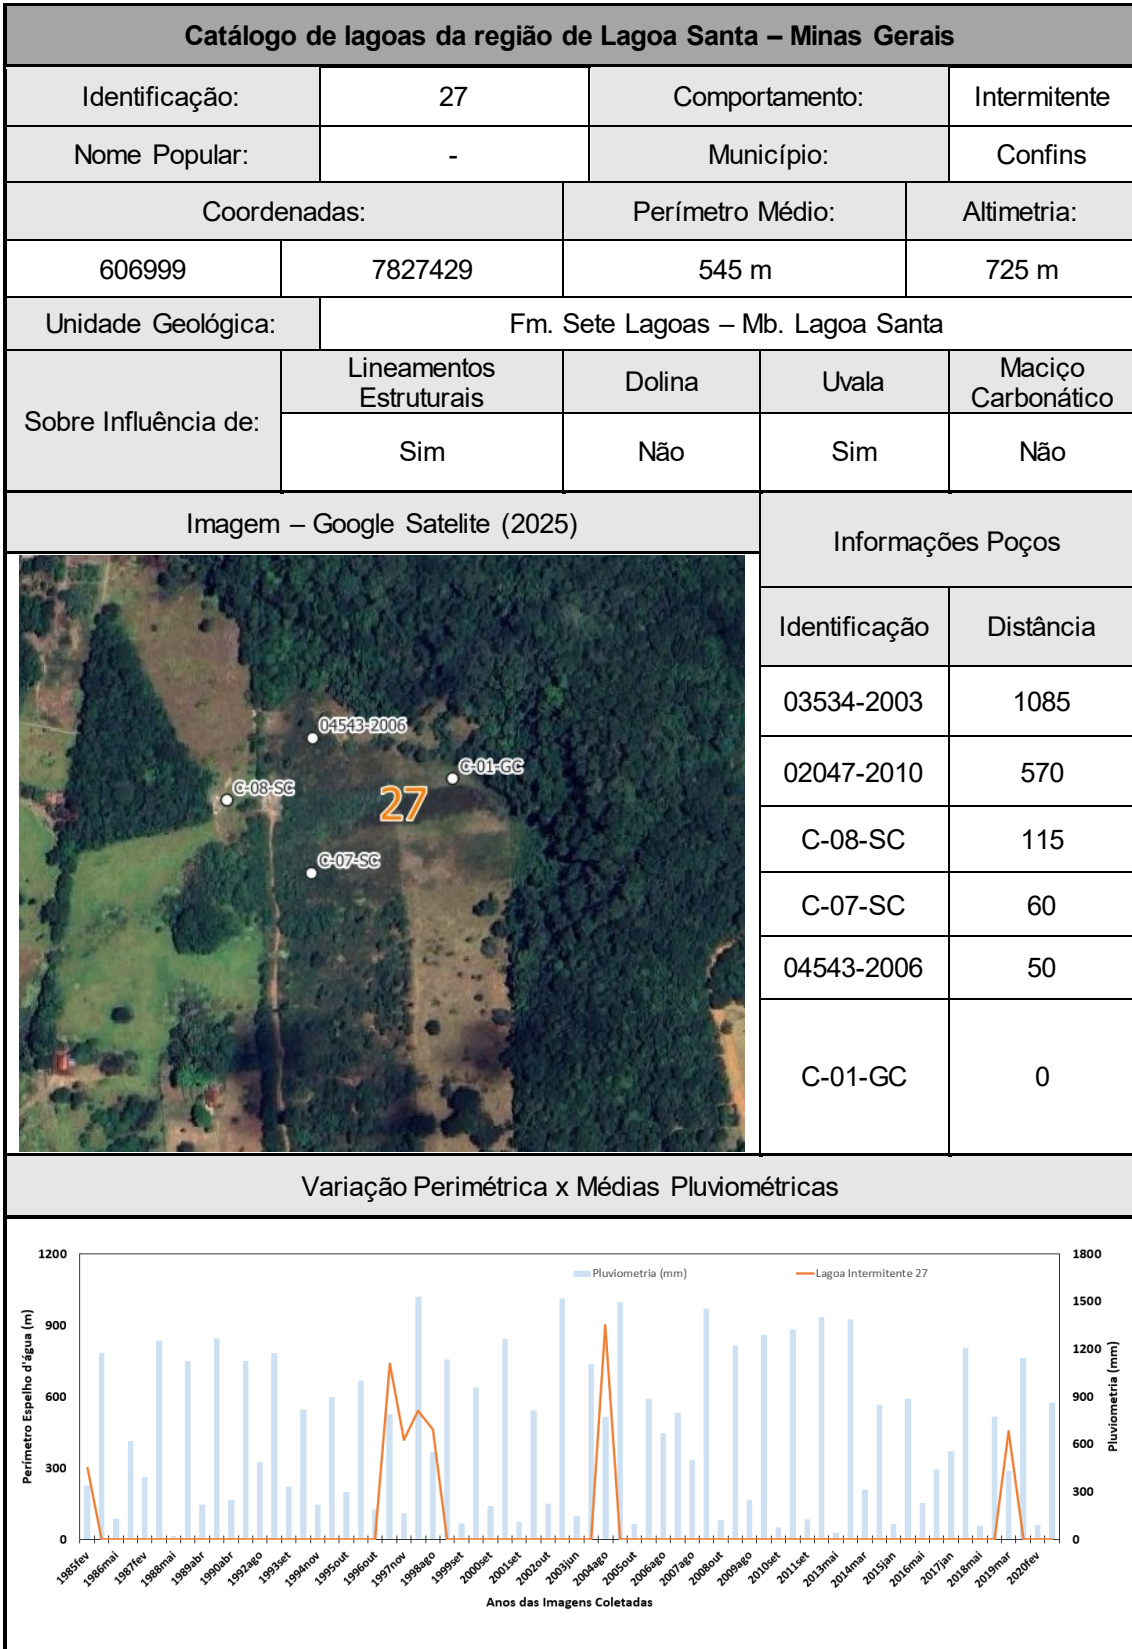 Catálogo de lagoas da região de Lagoa Santa – Minas Gerais
Identificação: 27 Comportamento: Intermitente
Nome Popular: - Município: Confins
Coordenadas: Perímetro Médio: Altimetria:
606999 7827429 545 m 725 m
Unidade Geológica: Fm. Sete Lagoas – Mb. Lagoa Santa
Sobre Influência de:
Lineamentos Estruturais Dolina Uvala Maciço Carbonático
Sim Não Sim Não
Imagem – Google Satelite (2025)
04543-2006
C-01-GC
C-08-SC
27
C-07-SC
Informações Poços
Identificação Distância
03534-2003 1085
02047-2010 570
C-08-SC 115
C-07-SC 60
04543-2006 50
C-01-GC 0
Variação Perimétrica x Médias Pluviométricas
Pluviometria (mm) Lagoa Intermitente 27
Perímetro Espelho d'água (m)
1200
900
600
300
0
1800
1500
1200
900
600
300
0
Pluviometria (mm)
1985fev 1986mai 1987fev 1988mai 1989abr 1990abr 1992ago 1993set 1994nov 1995out 1996out 1997nov 1998ago 1999set 2000set 2001set 2002out 2003jun 2004ago 2005out 2006ago 2007ago 2008out 2009ago 2010set 2011set 2013mai 2014mar 2015jan 2016mai 2017jan 2018mai 2019mar 2020fev
Anos das Imagens Coletadas